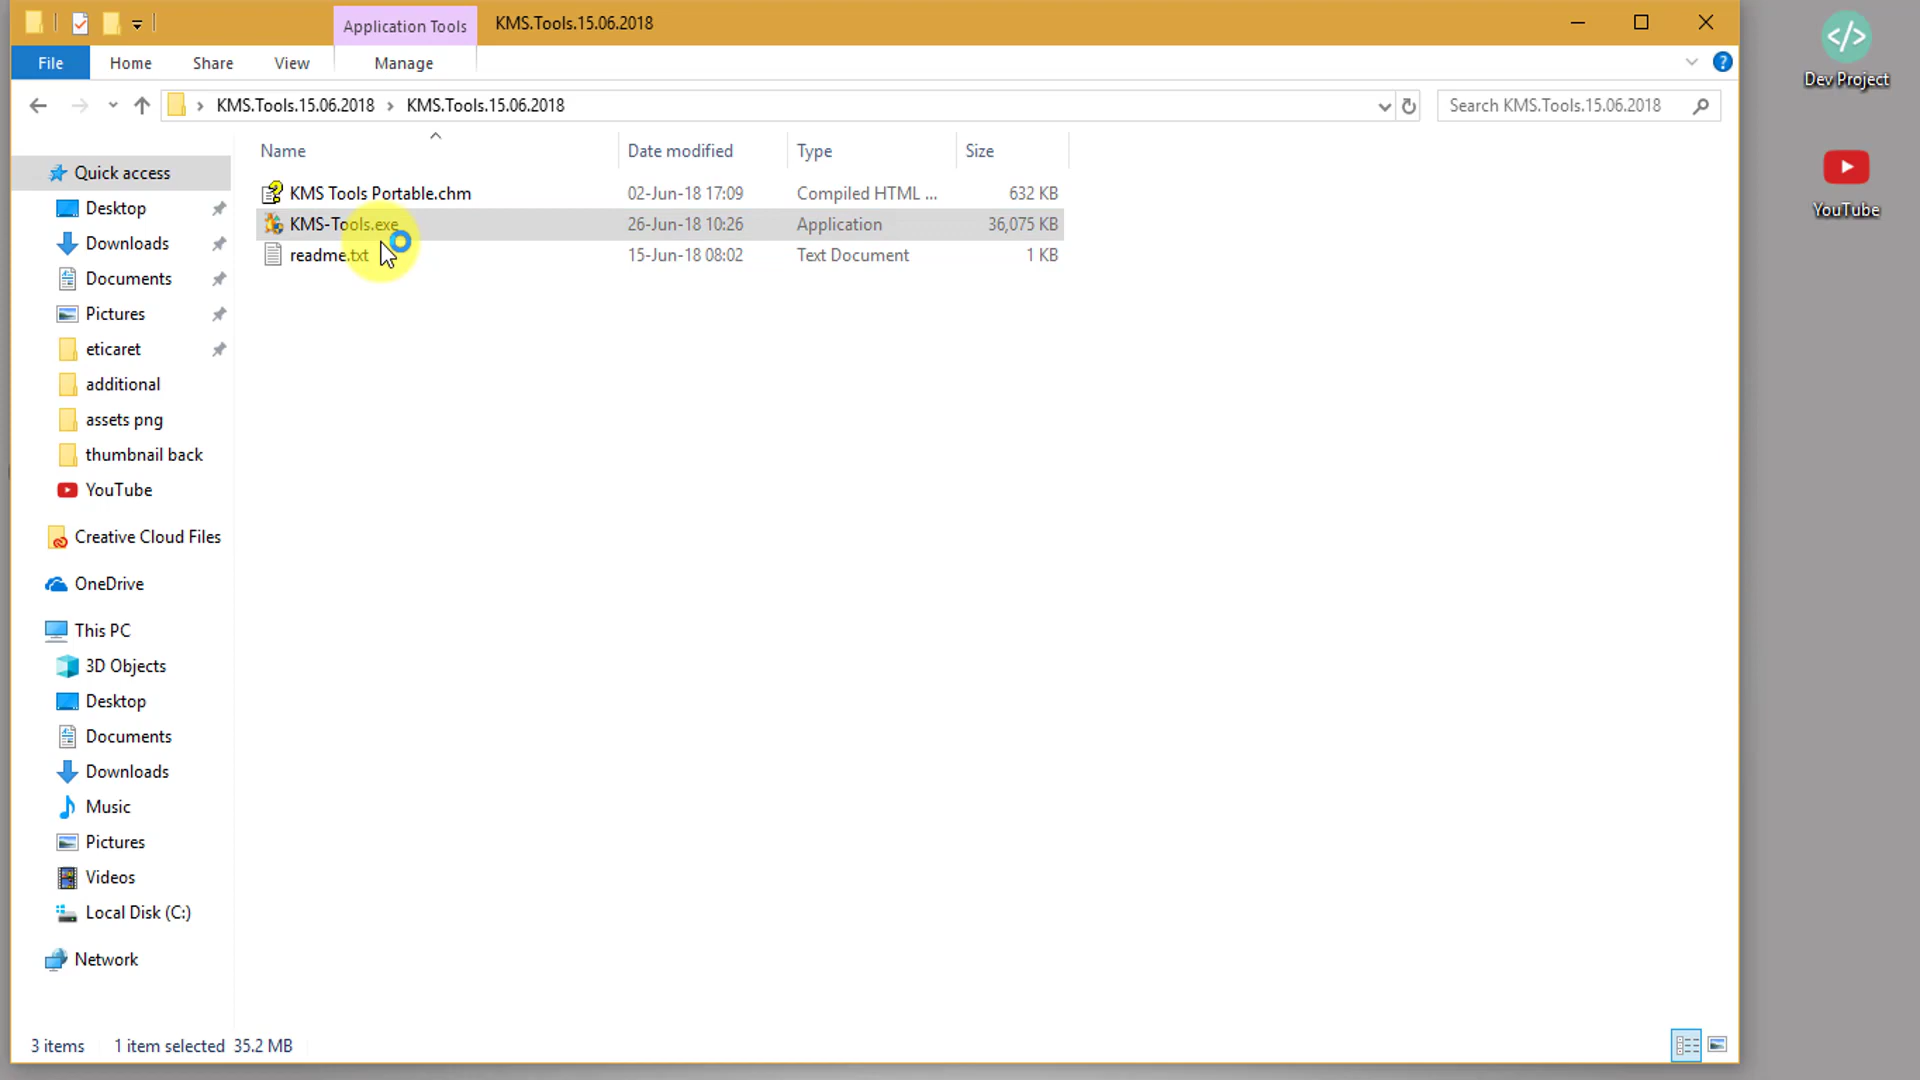 Application Tools
KMS.Tools.15.06.2018
File
Home
Share
View
Manage
KMS.Tools.15.06.2018
KMS.Tools.15.06.2018
Search KMS.Tools.15.06.2018
Name
Date modified
Type
Size
KMS Tools Portable.chm
02-Jun-18 17:09
Compiled HTML ...
632 KB
KMS-Tools.exe
26-Jun-18 10:26
Application
36,075 KB
readme.txt
15-Jun-18 08:02
Text Document
1 KB
Quick access
Desktop
Downloads
Documents
Pictures
eticaret
additional
assets png
thumbnail back
YouTube
Creative Cloud Files
OneDrive
This PC
3D Objects
Desktop
Documents
Downloads
Music
Pictures
Videos
Local Disk (C:)
Network
3 items
1 item selected
35.2 MB
Dev Project
YouTube